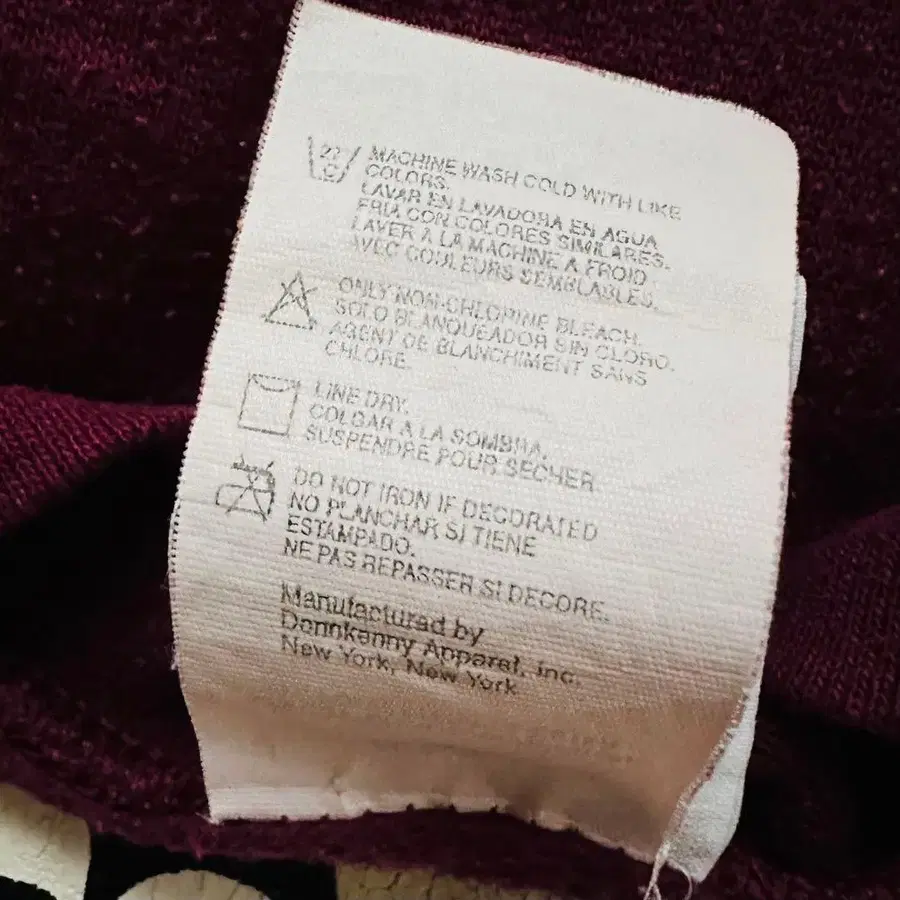 22 C
MACHINE WASH COLD WITH LIKE
COLORS.
LAVAR EN LAVADORA EN AGUA
FRIA CON COLORES SIMILARES.
LAVER A LA MACHINE A FROID
AVEC COULEURS SEMBLABLES.
ONLY NON-CHLORINE BLEACH.
SOLO BLANQUEADOR SIN CLORO.
AGENT DE BLANCHIMENT SANS
CHLORE.
LINE DRY.
COLGAR A LA SOMBRA.
SUSPENDRE POUR SECHER
DO NOT IRON IF DECORATED
NO PLANCHAR SI TIENE
ESTAMPADO.
NE PAS REPASSER SI DECORE.
Manufactured by
Donnkenny Apparel, Inc.
New York, New York